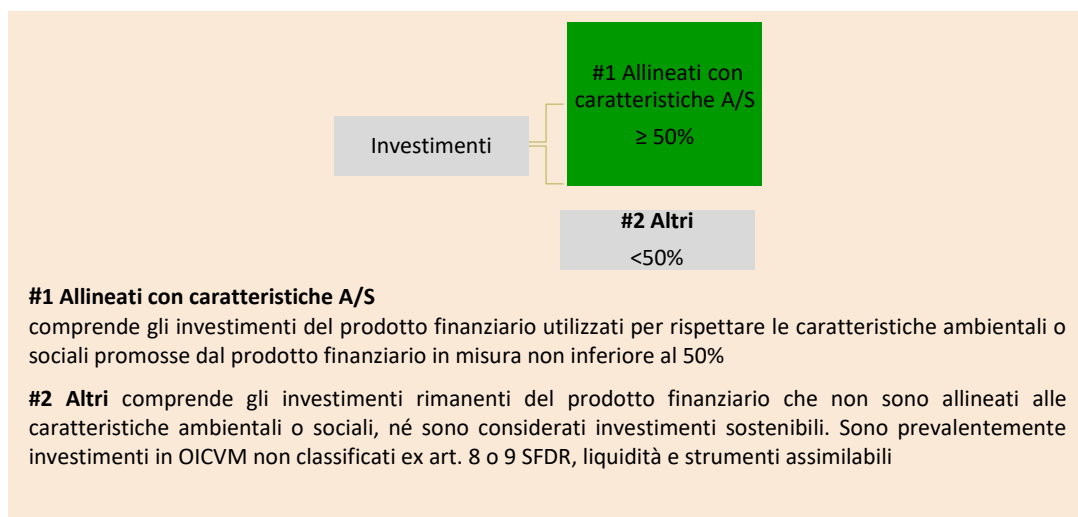 #1 Allineati con
caratteristiche A/S
≥ 50%
Investimenti
#2 Altri
<50%
#1 Allineati con caratteristiche A/S
comprende gli investimenti del prodotto finanziario utilizzati per rispettare le caratteristiche ambientali o
sociali promosse dal prodotto finanziario in misura non inferiore al 50%
#2 Altri comprende gli investimenti rimanenti del prodotto finanziario che non sono allineati alle
caratteristiche ambientali o sociali, né sono considerati investimenti sostenibili. Sono prevalentemente
investimenti in OICVM non classificati ex art. 8 o 9 SFDR, liquidità e strumenti assimilabili